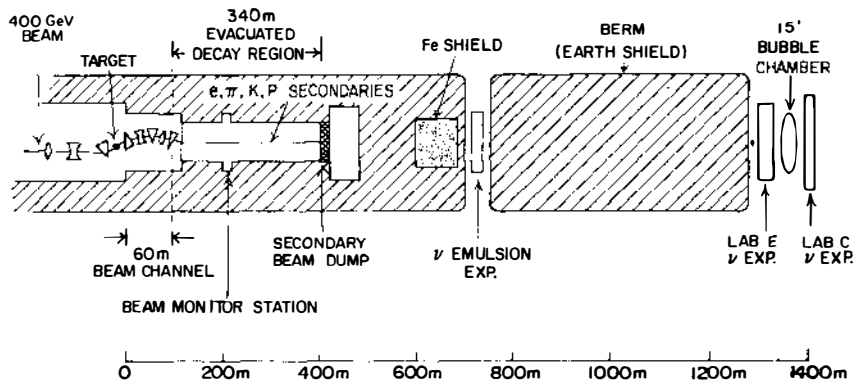 400 GeV
BEAM
TARGET
340m
EVACUATED
DECAY REGION
Fe SHIELD
BERM
(EARTH SHIELD)
15'
BUBBLE
CHAMBER
e, π, K, P SECONDARIES
60m
BEAM CHANNEL
SECONDARY
BEAM DUMP
ν EMULSION
EXP.
LAB E
ν EXP.
LAB C
ν EXP.
BEAM MONITOR STATION
0
200m
400m
600m
800m
1000m
1200m
1400m